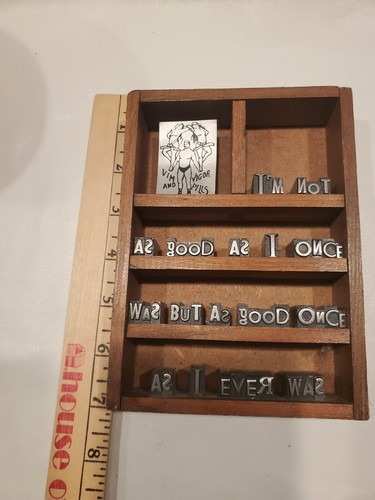 VIM VIGOR
AND PILLS
I'M NOT
AS gOOD AS I ONCE
WAS BUT AS gOOD ONCE
AS I EVER WAS
1
2
3
4
5
6
7
8
house